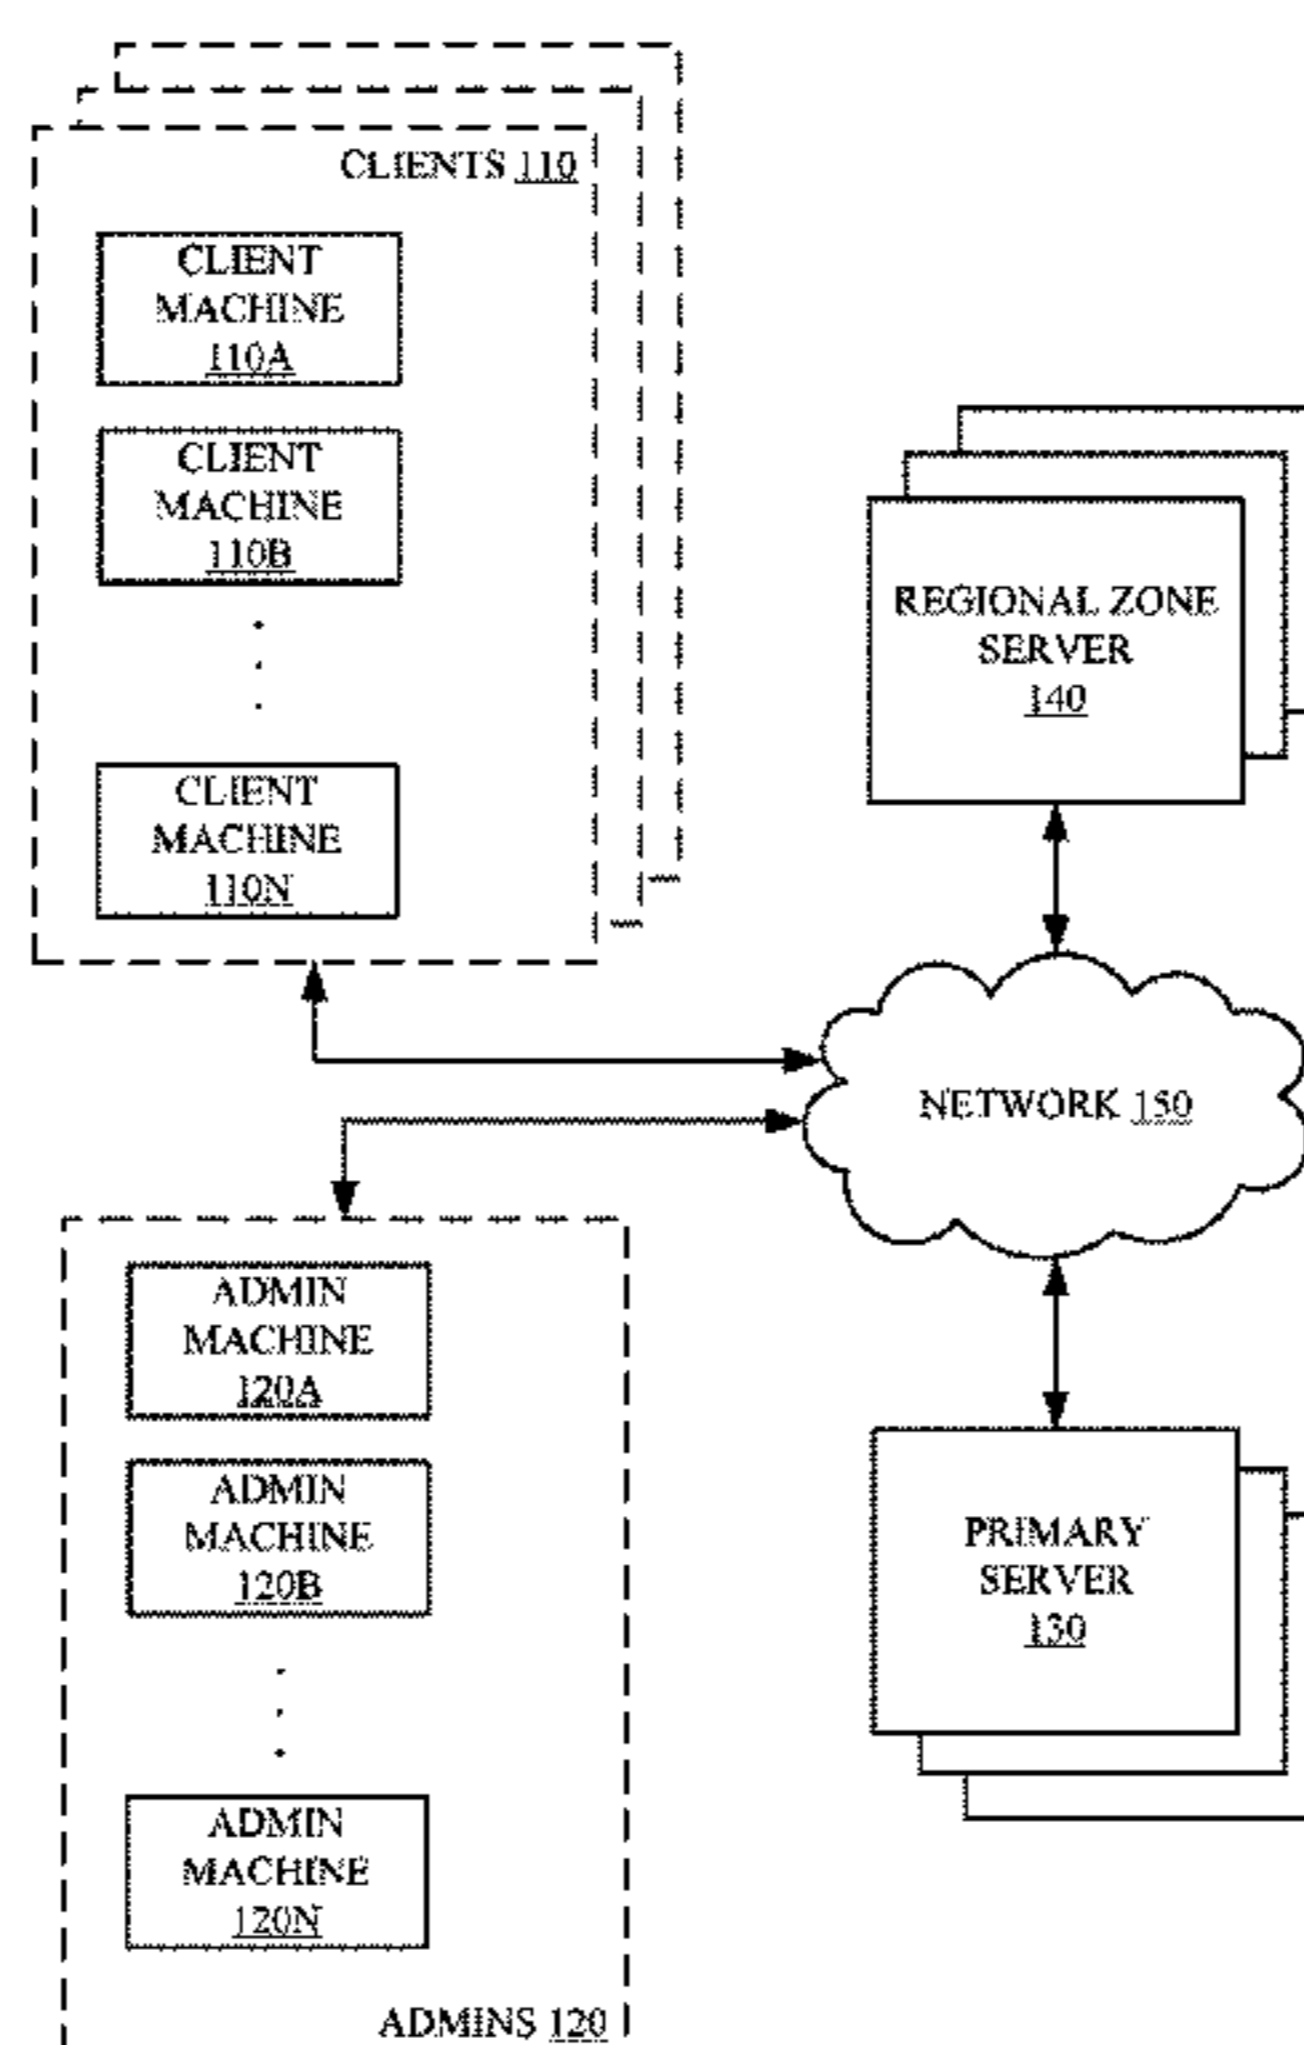 CLIENTS 110
CLIENT
MACHINE
110A
CLIENT
MACHINE
110B
CLIENT
MACHINE
110N
REGIONAL ZONE
SERVER
140
NETWORK 150
ADMIN
MACHINE
120A
ADMIN
MACHINE
120B
ADMIN
MACHINE
120N
ADMINS 120
PRIMARY
SERVER
130